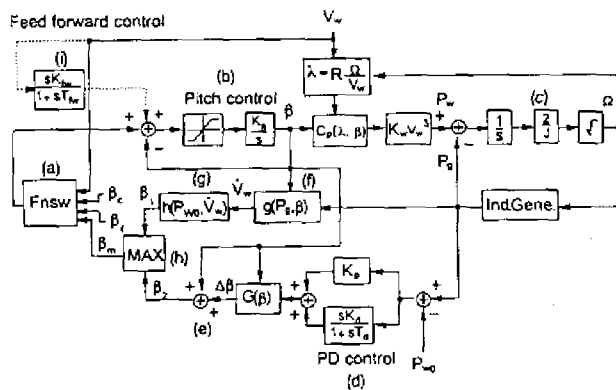 Feed forward control
V_w
(i)
sK_fw
1 + sT_fw
(b)
Pitch control
λ = R Ω / V_w
P_w
(c)
Ω
β
K_β
s
C_p(λ, β)
K_w V_w^3
1
s
2
J
√
(a)
Fnsw
β_c
β_f
β_m
(g)
V̇_w
(f)
P_g
β_1
h(P_W0, V̇_w)
g(P_g, β)
Ind.Gene.
MAX
(h)
β_2
Δβ
G(β)
K_p
(e)
sK_d
1 + sT_d
PD control
(d)
P_w0